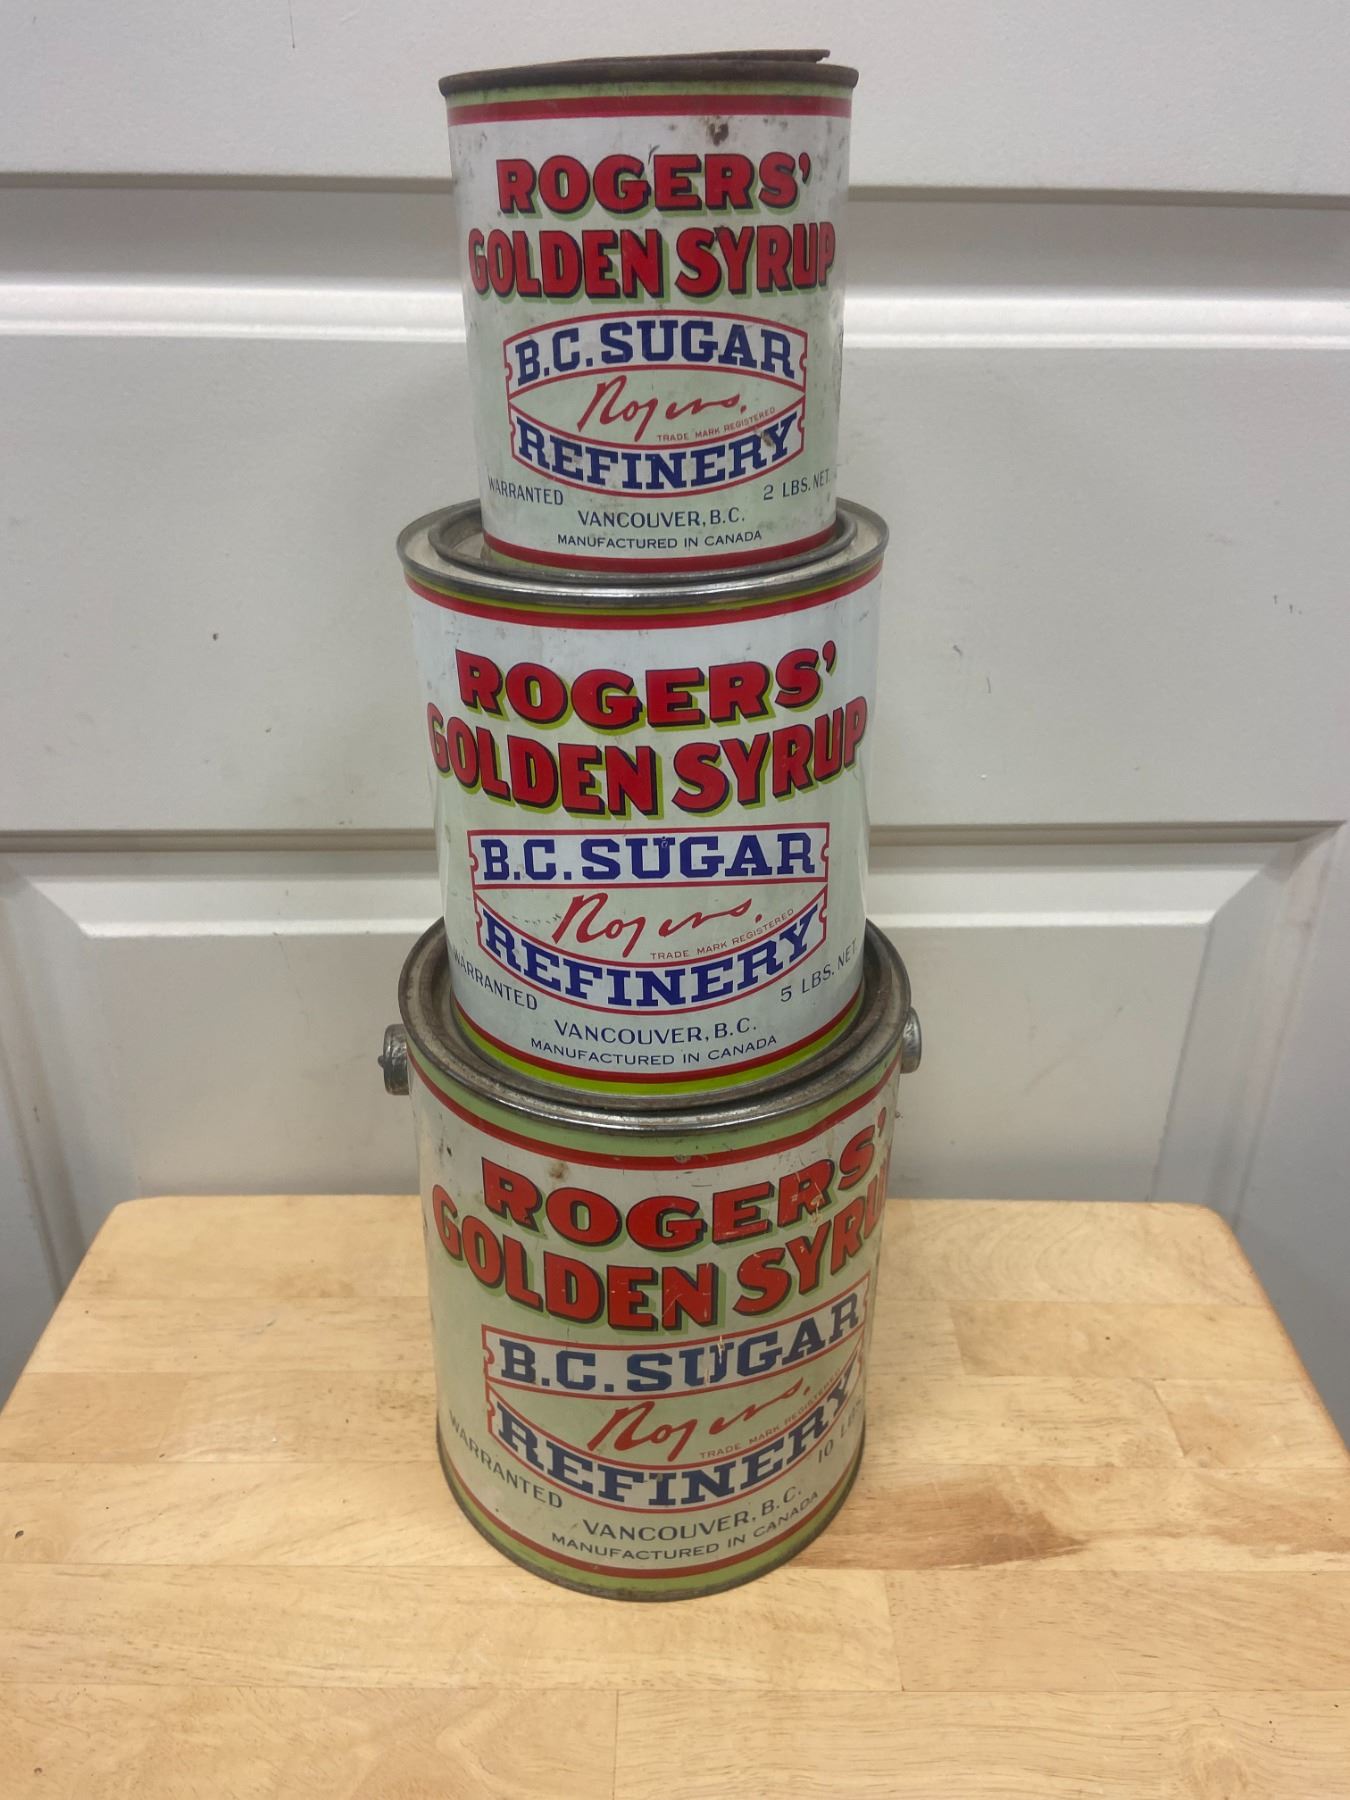 ROGERS'
GOLDEN SYRUP
B.C. SUGAR
Rogers.
TRADE MARK REGISTERED
REFINERY
WARRANTED 2 LBS. NET.
VANCOUVER, B.C.
MANUFACTURED IN CANADA
ROGERS'
GOLDEN SYRUP
B.C. SUGAR
Rogers.
TRADE MARK REGISTERED
REFINERY
WARRANTED 5 LBS. NET.
VANCOUVER, B.C.
MANUFACTURED IN CANADA
ROGERS'
GOLDEN SYRU
B.C. SUGAR
Rogers.
TRADE MARK REGISTERED
REFINERY
WARRANTED 10 LBS.
VANCOUVER, B.C.
MANUFACTURED IN CANADA